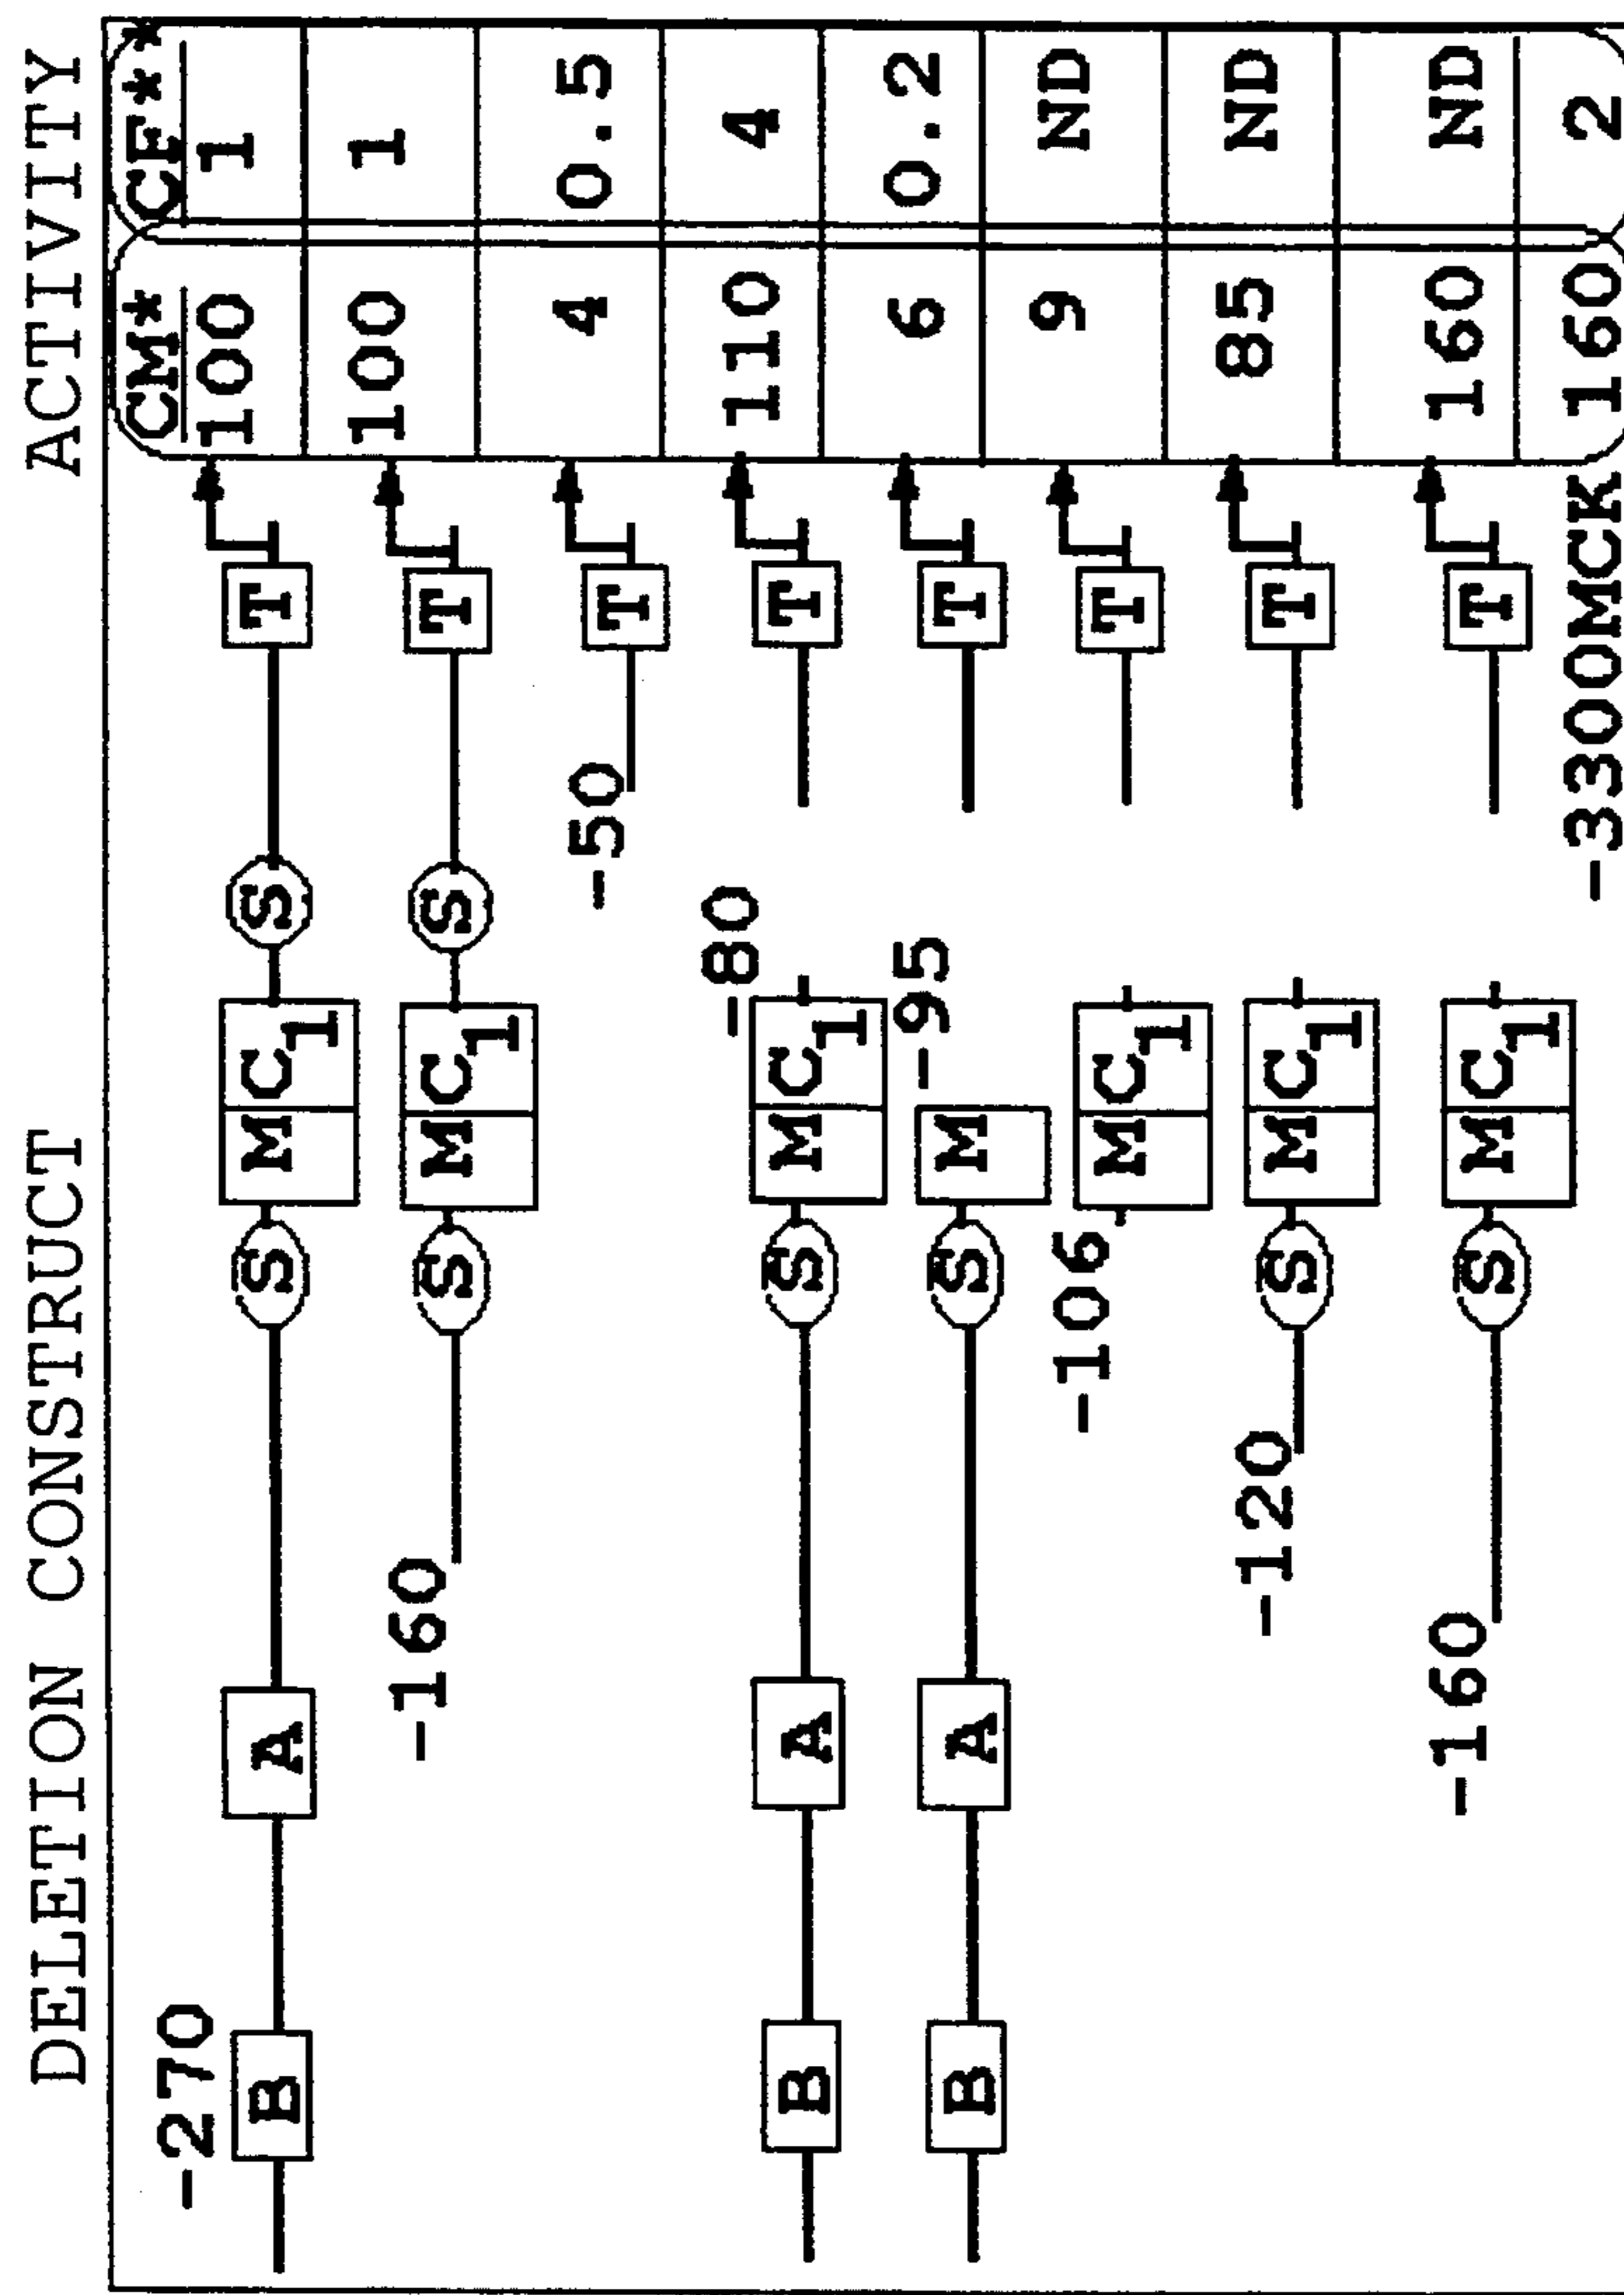 DELETION CONSTRUCT ACTIVITY
CM* CF**
-270
B A S M C1 S T 100 1
-160 S M C1 S T 100 1
-50 T 4 0.5
-80
B A S M C1 T 110 4
-95
B A S M T 6 0.2
-106 M C1 T 9 ND
-120 S M C1 T 85 ND
-160 S M C1 T 160 ND
-3300MCK 160 2